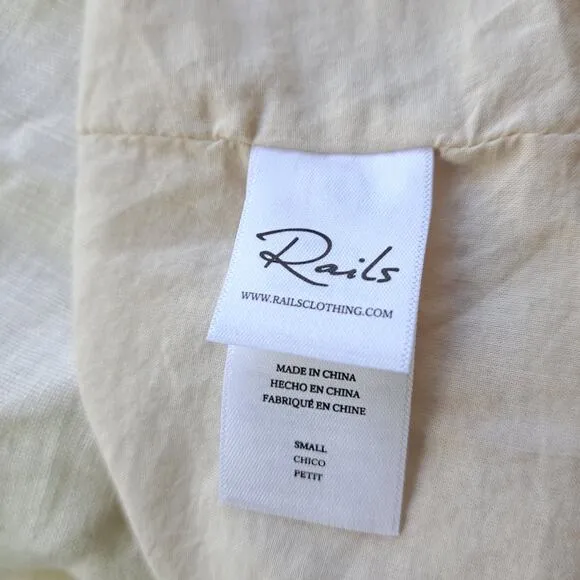 Rails
WWW.RAILSCLOTHING.COM
MADE IN CHINA
HECHO EN CHINA
FABRIQUÉ EN CHINE
SMALL
CHICO
PETIT